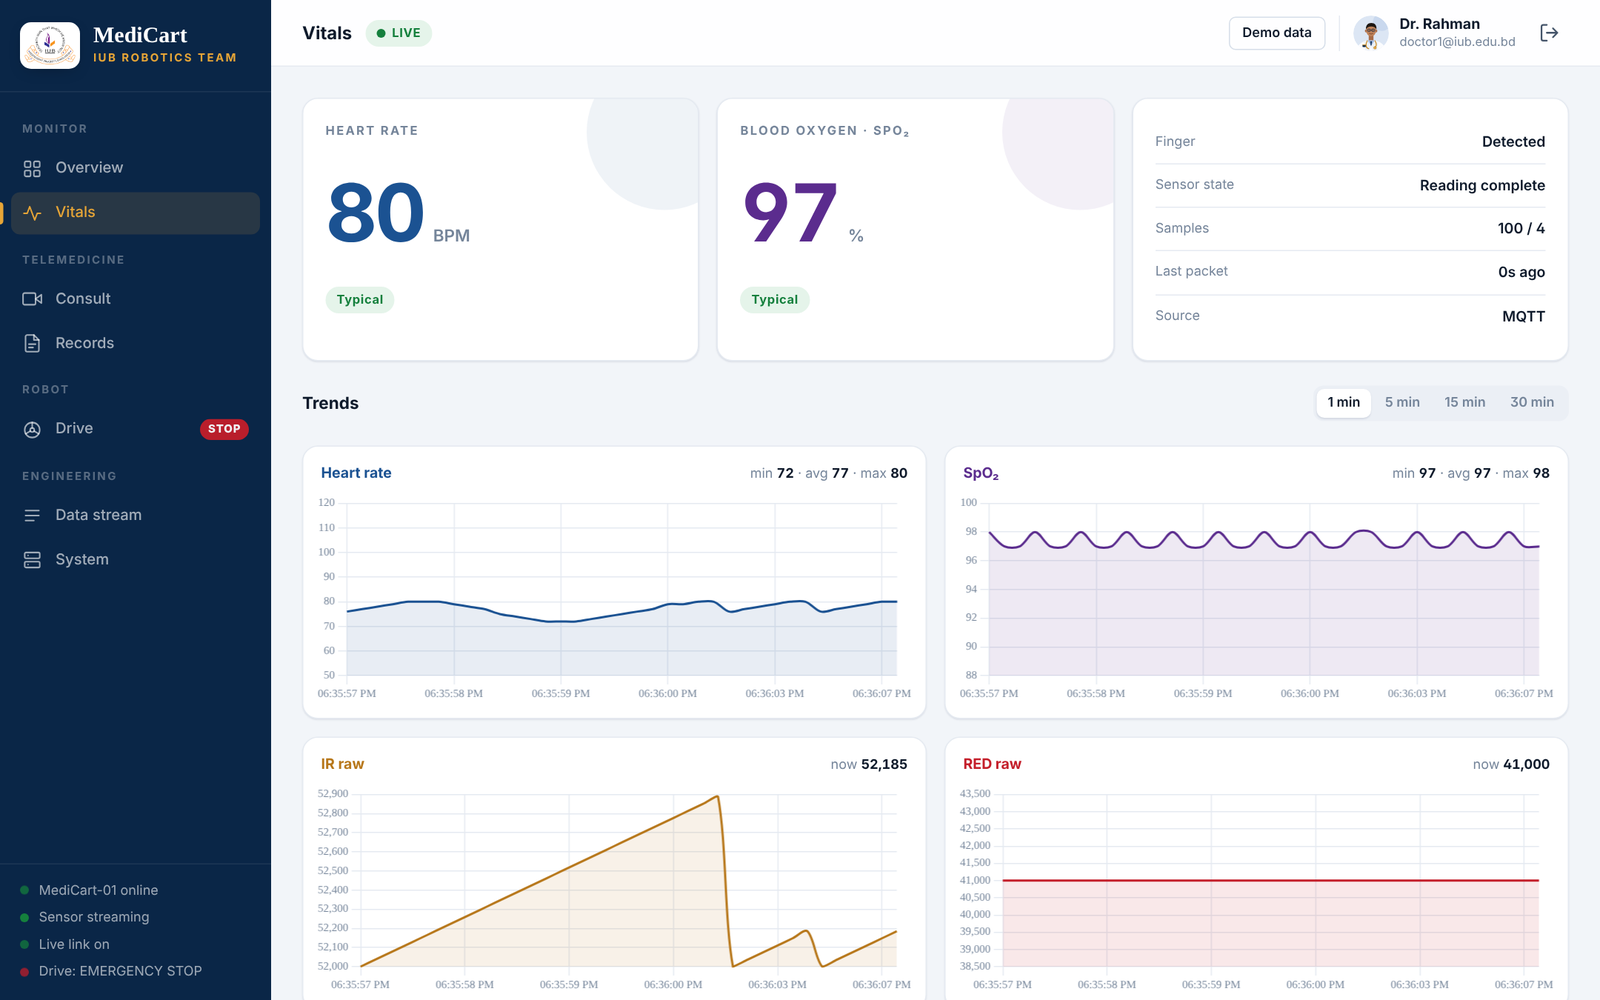 MediCart
IUB ROBOTICS TEAM
MONITOR
Overview
Vitals
TELEMEDICINE
Consult
Records
ROBOT
Drive STOP
ENGINEERING
Data stream
System
MediCart-01 online
Sensor streaming
Live link on
Drive: EMERGENCY STOP
Vitals LIVE
Demo data
Dr. Rahman
doctor1@iub.edu.bd
HEART RATE
80 BPM
Typical
BLOOD OXYGEN · SPO₂
97 %
Typical
Finger Detected
Sensor state Reading complete
Samples 100 / 4
Last packet 0s ago
Source MQTT
Trends
1 min 5 min 15 min 30 min
Heart rate min 72 · avg 77 · max 80
120
110
100
90
80
70
60
50
06:35:57 PM 06:35:58 PM 06:35:59 PM 06:36:00 PM 06:36:03 PM 06:36:07 PM
SpO₂ min 97 · avg 97 · max 98
100
98
96
94
92
90
88
06:35:57 PM 06:35:58 PM 06:35:59 PM 06:36:00 PM 06:36:03 PM 06:36:07 PM
IR raw now 52,185
52,900
52,800
52,700
52,600
52,500
52,400
52,300
52,200
52,100
52,000
06:35:57 PM 06:35:58 PM 06:35:59 PM 06:36:00 PM 06:36:03 PM 06:36:07 PM
RED raw now 41,000
43,500
43,000
42,500
42,000
41,500
41,000
40,500
40,000
39,500
39,000
38,500
06:35:57 PM 06:35:58 PM 06:35:59 PM 06:36:00 PM 06:36:03 PM 06:36:07 PM